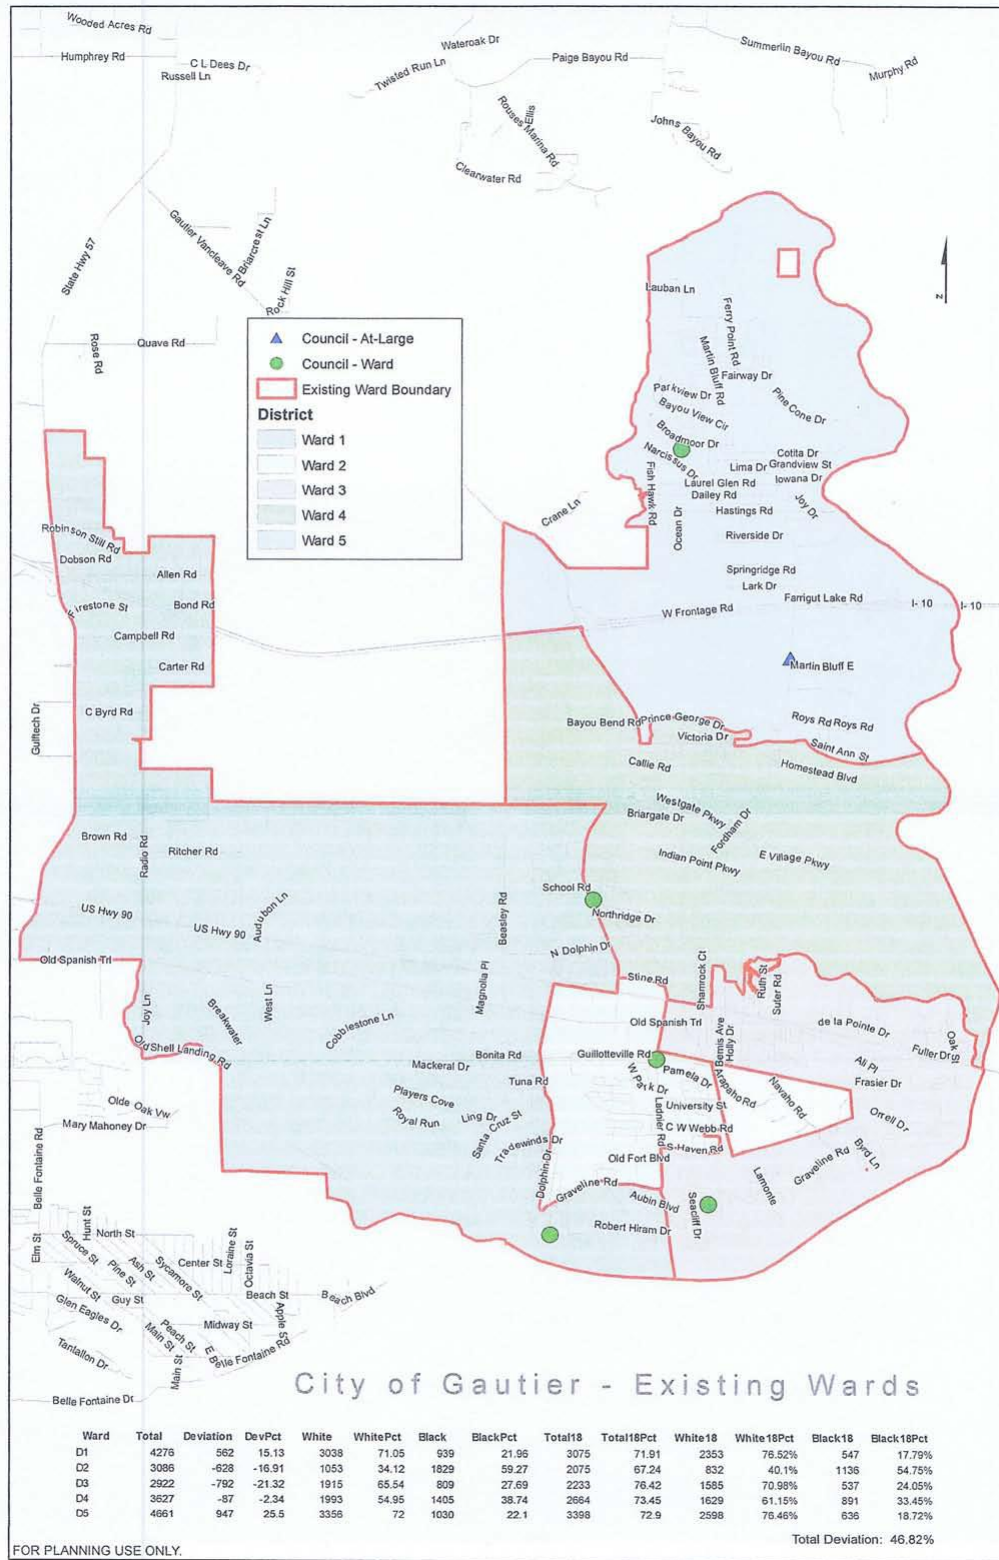 Wooded Acres Rd
Humphrey Rd
C L Dees Dr
Russell Ln
Wateroak Dr
Twisted Run Ln
Paige Bayou Rd
Summerlin Bayou Rd
Murphy Rd
Ellis
Rouses Marina Rd
Johns Bayou Rd
Clearwater Rd
Gautier Vancleave Rd
Briarcrest Ln
State Hwy 57
Rock Hill St
Rose Rd
Quave Rd
N
Council - At-Large
Council - Ward
Existing Ward Boundary
District
Ward 1
Ward 2
Ward 3
Ward 4
Ward 5
Lauban Ln
Ferry Point Rd
Martin Bluff Rd
Fairway Dr
Parkview Dr
Pine Cone Dr
Bayou View Cir
Broadmoor Dr
Narcissus Dr
Cotita Dr
Lima Dr
Grandview St
Iowana Dr
Fish Hawk Rd
Laurel Glen Rd
Dailey Rd
Joy Dr
Crane Ln
Ocean Dr
Hastings Rd
Riverside Dr
Springridge Rd
Lark Dr
Farrigut Lake Rd
W Frontage Rd
I- 10
I- 10
Robinson Still Rd
Dobson Rd
Allen Rd
Firestone St
Bond Rd
Campbell Rd
Carter Rd
Martin Bluff E
Gulftech Dr
C Byrd Rd
Bayou Bend Rd
Prince George Dr
Victoria Dr
Roys Rd
Roys Rd
Saint Ann St
Callie Rd
Homestead Blvd
Westgate Pkwy
Briargate Dr
Fordham Dr
Indian Point Pkwy
E Village Pkwy
Brown Rd
Radio Rd
Ritcher Rd
School Rd
Northridge Dr
US Hwy 90
US Hwy 90
Audubon Ln
Beasley Rd
N Dolphin Dr
Old Spanish Trl
Stine Rd
Shamrock Ct
Ruth St
Suter Rd
Magnolia Pl
Joy Ln
Breakwater
West Ln
Cobblestone Ln
Old Spanish Trl
Bemis Ave
Holly Dr
de la Pointe Dr
Oak St
Old Shell Landing Rd
Bonita Rd
Guillotteville Rd
Fuller Dr
Mackeral Dr
Ali Pl
Tuna Rd
W Park Dr
Pamela Dr
Arapaho Rd
Navaho Rd
Frasier Dr
Players Cove
Ladnier Rd
University St
Olde Oak Vw
Royal Run
Ling Dr
Santa Cruz St
C W Webb Rd
Orrell Dr
Mary Mahoney Dr
Tradewinds Dr
S Haven Rd
Byrd Ln
Belle Fontaine Rd
Dolphin Dr
Old Fort Blvd
Lamonte
Graveline Rd
Graveline Rd
Aubin Blvd
Seacliff Dr
Robert Hiram Dr
Elm St
Hunt St
North St
Spruce St
Pine St
Ash St
Sycamore St
Center St
Loraine St
Octavia St
Walnut St
Guy St
Beach St
Beach Blvd
Glen Eagles Dr
Main St
Peach St
Midway St
Apple St
E Belle Fontaine Rd
Main St
Tantallon Dr
Belle Fontaine Dr
City of Gautier - Existing Wards
Ward Total Deviation DevPct White WhitePct Black BlackPct Total18 Total18Pct White18 White18Pct Black18 Black18Pct
D1 4276 562 15.13 3038 71.05 939 21.96 3075 71.91 2353 76.52% 547 17.79%
D2 3086 -628 -16.91 1053 34.12 1829 59.27 2075 67.24 832 40.1% 1136 54.75%
D3 2922 -792 -21.32 1915 65.54 809 27.69 2233 76.42 1585 70.98% 537 24.05%
D4 3627 -87 -2.34 1993 54.95 1405 38.74 2664 73.45 1629 61.15% 891 33.45%
D5 4661 947 25.5 3356 72 1030 22.1 3398 72.9 2598 76.46% 636 18.72%
Total Deviation: 46.82%
FOR PLANNING USE ONLY.